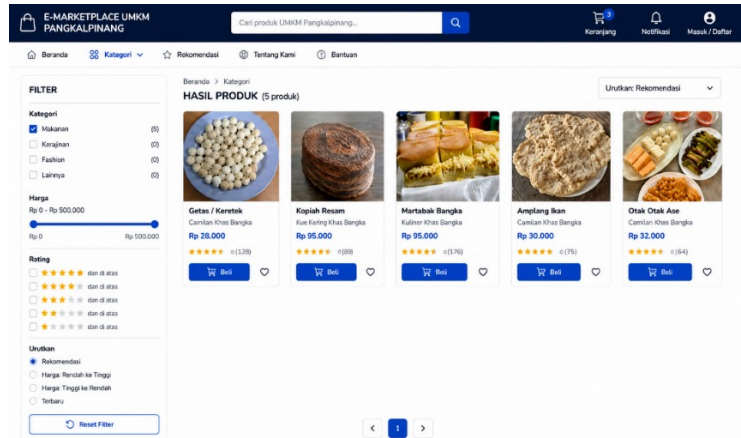 E-MARKETPLACE UMKM
PANGKALPINANG
Cari produk UMKM Pangkalpinang...
3
Keranjang
Notifikasi
Masuk / Daftar
Beranda
Kategori
Rekomendasi
Tentang Kami
Bantuan
FILTER
Kategori
Makanan (5)
Kerajinan (0)
Fashion (0)
Lainnya (0)
Harga
Rp 0 - Rp 500.000
Rp 0 Rp 500.000
Rating
dan di atas
dan di atas
dan di atas
dan di atas
dan di atas
Urutkan
Rekomendasi
Harga: Rendah ke Tinggi
Harga: Tinggi ke Rendah
Terbaru
Reset Filter
Beranda > Kategori
HASIL PRODUK (5 produk)
Urutkan: Rekomendasi
Getas / Keretek
Camilan Khas Bangka
Rp 28.000
(128)
Beli
Kopiah Resam
Kue Karing Khas Bangka
Rp 95.000
(89)
Beli
Martabak Bangka
Kuliner Khas Bangka
Rp 95.000
(176)
Beli
Amplang Ikan
Camilan Khas Bangka
Rp 30.000
(75)
Beli
Otak Otak Ase
Camilan Khas Bangka
Rp 32.000
(64)
Beli
< 1 >